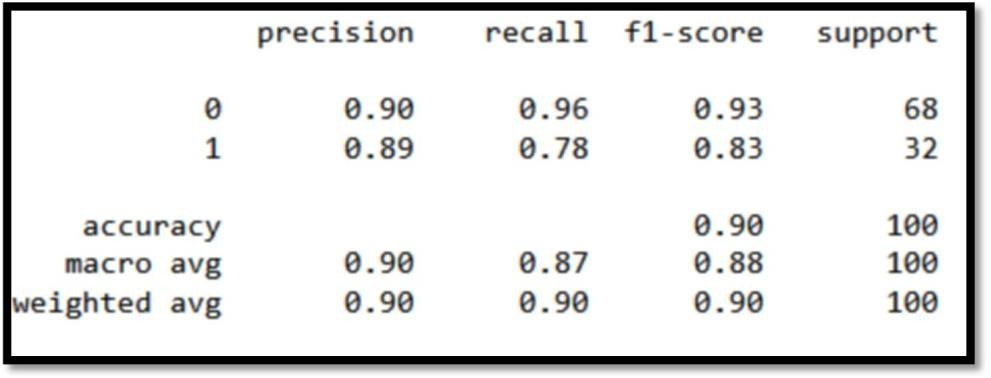 precision recall f1-score support
0 0.90 0.96 0.93 68
1 0.89 0.78 0.83 32
accuracy 0.90 100
macro avg 0.90 0.87 0.88 100
weighted avg 0.90 0.90 0.90 100